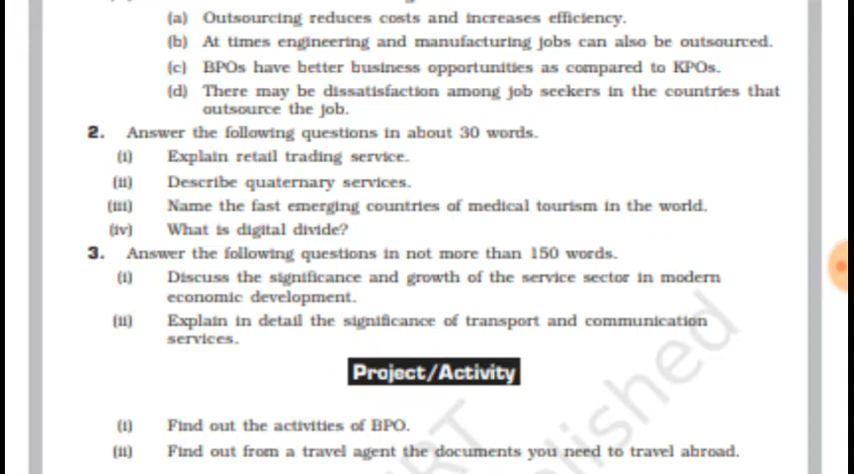 (a) Outsourcing reduces costs and increases efficiency.
(b) At times engineering and manufacturing jobs can also be outsourced.
(c) BPOs have better business opportunities as compared to KPOs.
(d) There may be dissatisfaction among job seekers in the countries that
outsource the job.
2. Answer the following questions in about 30 words.
(i) Explain retail trading service.
(ii) Describe quaternary services.
(iii) Name the fast emerging countries of medical tourism in the world.
(iv) What is digital divide?
3. Answer the following questions in not more than 150 words.
(i) Discuss the significance and growth of the service sector in modern
economic development.
(ii) Explain in detail the significance of transport and communication
services.
Project/Activity
(i) Find out the activities of BPO.
(ii) Find out from a travel agent the documents you need to travel abroad.